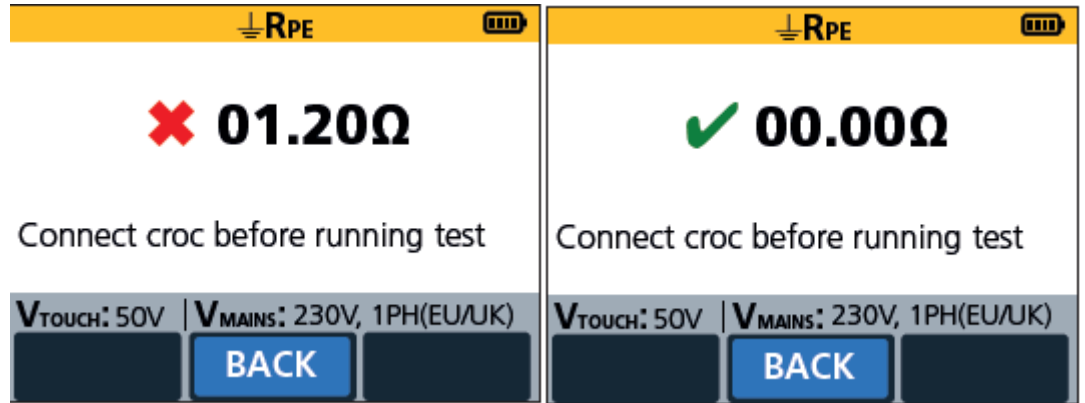 RPE
01.20Ω
Connect croc before running test
VTOUCH: 50V | VMAINS: 230V, 1PH(EU/UK)
BACK
RPE
00.00Ω
Connect croc before running test
VTOUCH: 50V | VMAINS: 230V, 1PH(EU/UK)
BACK